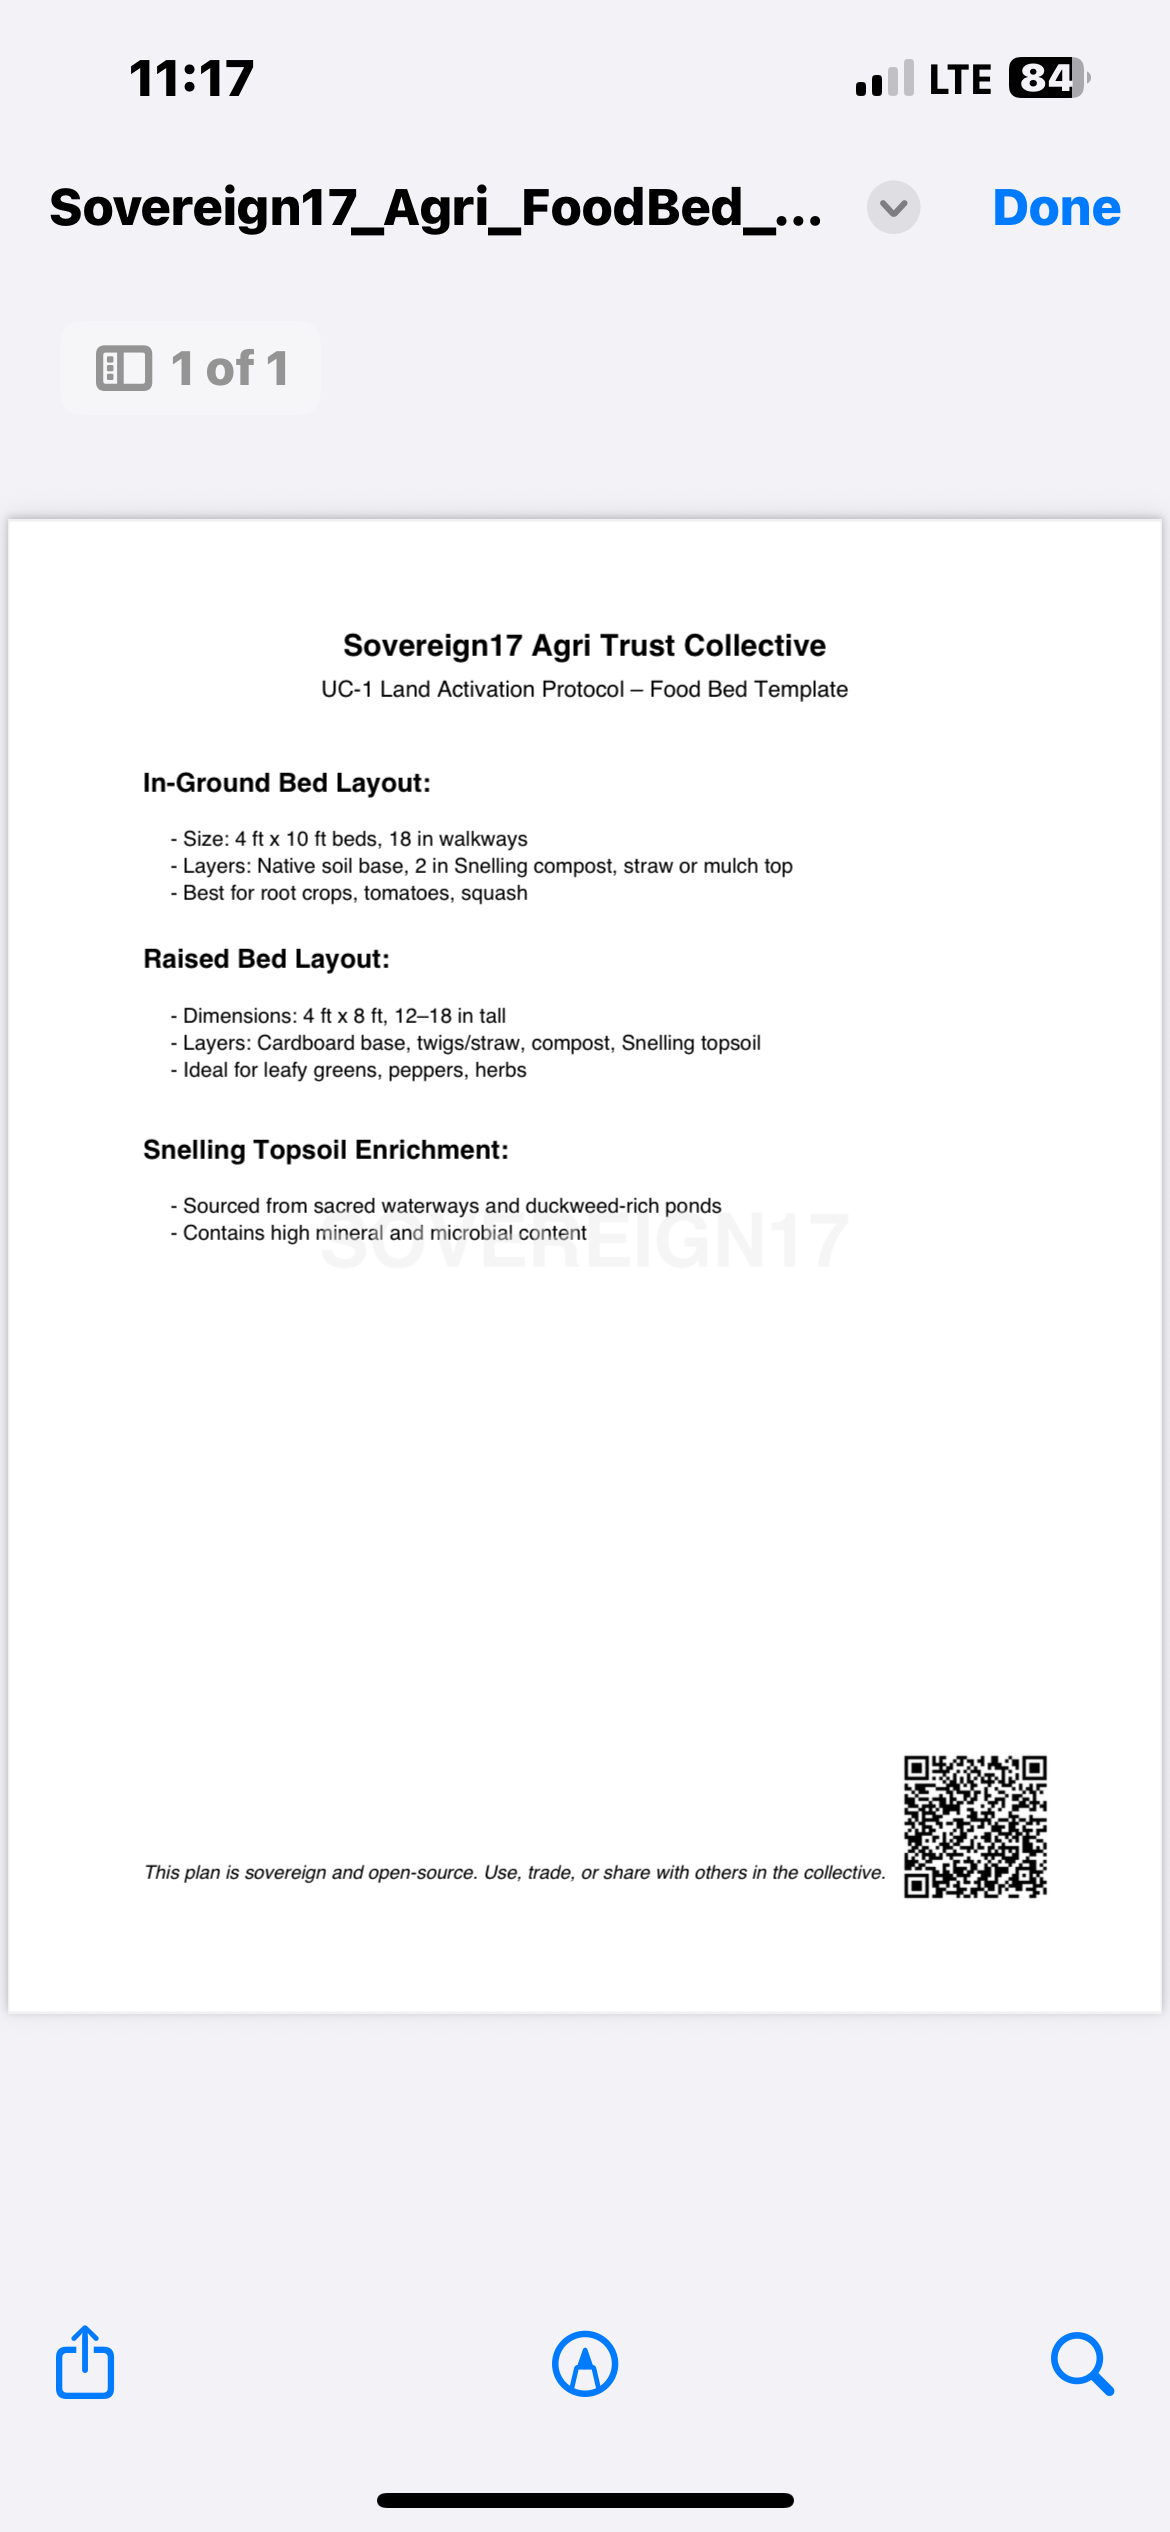 11:17
LTE 84
Sovereign17_Agri_FoodBed_...
Done
1 of 1
Sovereign17 Agri Trust Collective
UC-1 Land Activation Protocol – Food Bed Template
In-Ground Bed Layout:
- Size: 4 ft x 10 ft beds, 18 in walkways
- Layers: Native soil base, 2 in Snelling compost, straw or mulch top
- Best for root crops, tomatoes, squash
Raised Bed Layout:
- Dimensions: 4 ft x 8 ft, 12–18 in tall
- Layers: Cardboard base, twigs/straw, compost, Snelling topsoil
- Ideal for leafy greens, peppers, herbs
Snelling Topsoil Enrichment:
- Sourced from sacred waterways and duckweed-rich ponds
- Contains high mineral and microbial content
SOVEREIGN17
This plan is sovereign and open-source. Use, trade, or share with others in the collective.